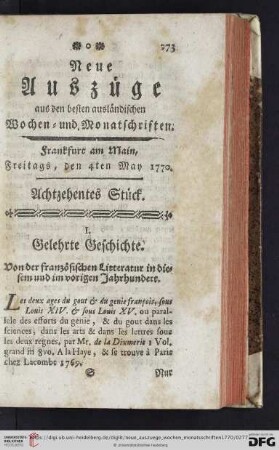 273
Neue
Auszüge
aus den besten ausländischen
Wochen- und Monatschriften.
Frankfurt am Main,
Freitags, den 4ten May 1770.
Achtzehentes Stück.
I.
Gelehrte Geschichte.
Von der französischen Litteratur in die-
sem und im vorigen Jahrhundert.
Les deux ages du gout & du genie français, sous
Louis XIV. & sous Louis XV. ou paral-
lele des efforts du genie, & du gout dans les
sciences, dans les arts & dans les lettres sous
les deux regnes, par Mr. de la Dixmerie 1 Vol.
grand in 8vo. A la Haye, & se trouve à Paris
chez Lacombe 1769.
S Nur
DFG